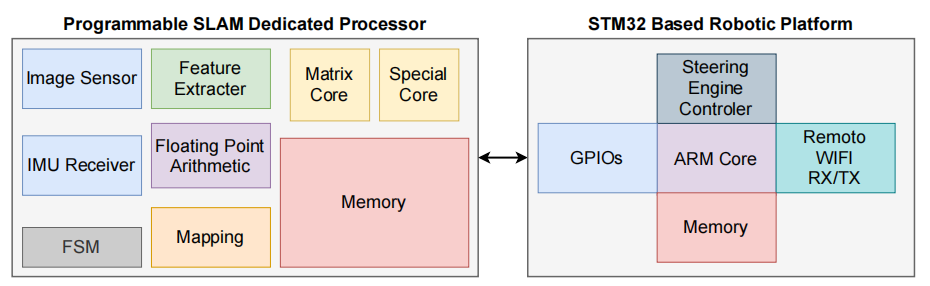 Programmable SLAM Dedicated Processor
Image Sensor
Feature
Extracter
Matrix
Core
Special
Core
IMU Receiver
Floating Point
Arithmetic
Memory
FSM
Mapping
STM32 Based Robotic Platform
Steering
Engine
Controler
GPIOs
ARM Core
Remoto
WIFI
RX/TX
Memory